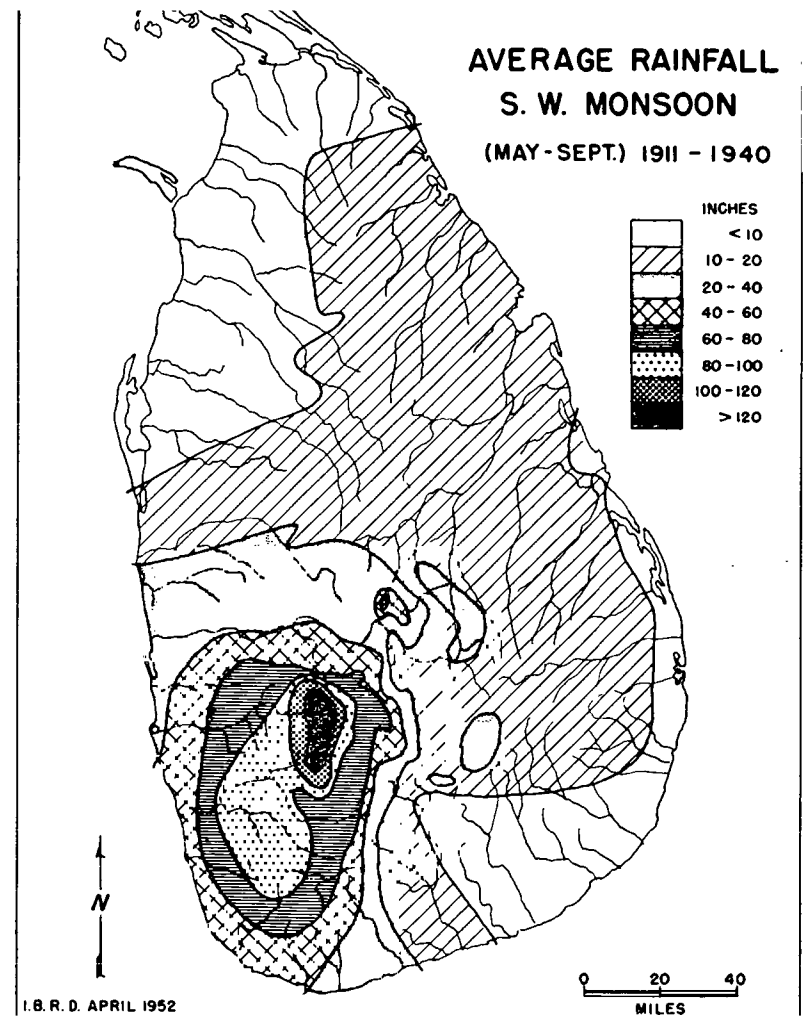 AVERAGE RAINFALL
S. W. MONSOON
(MAY-SEPT.) 1911 - 1940
INCHES
< 10
10 - 20
20 - 40
40 - 60
60 - 80
80 - 100
100 - 120
> 120
N
0 20 40
MILES
I.B.R.D. APRIL 1952